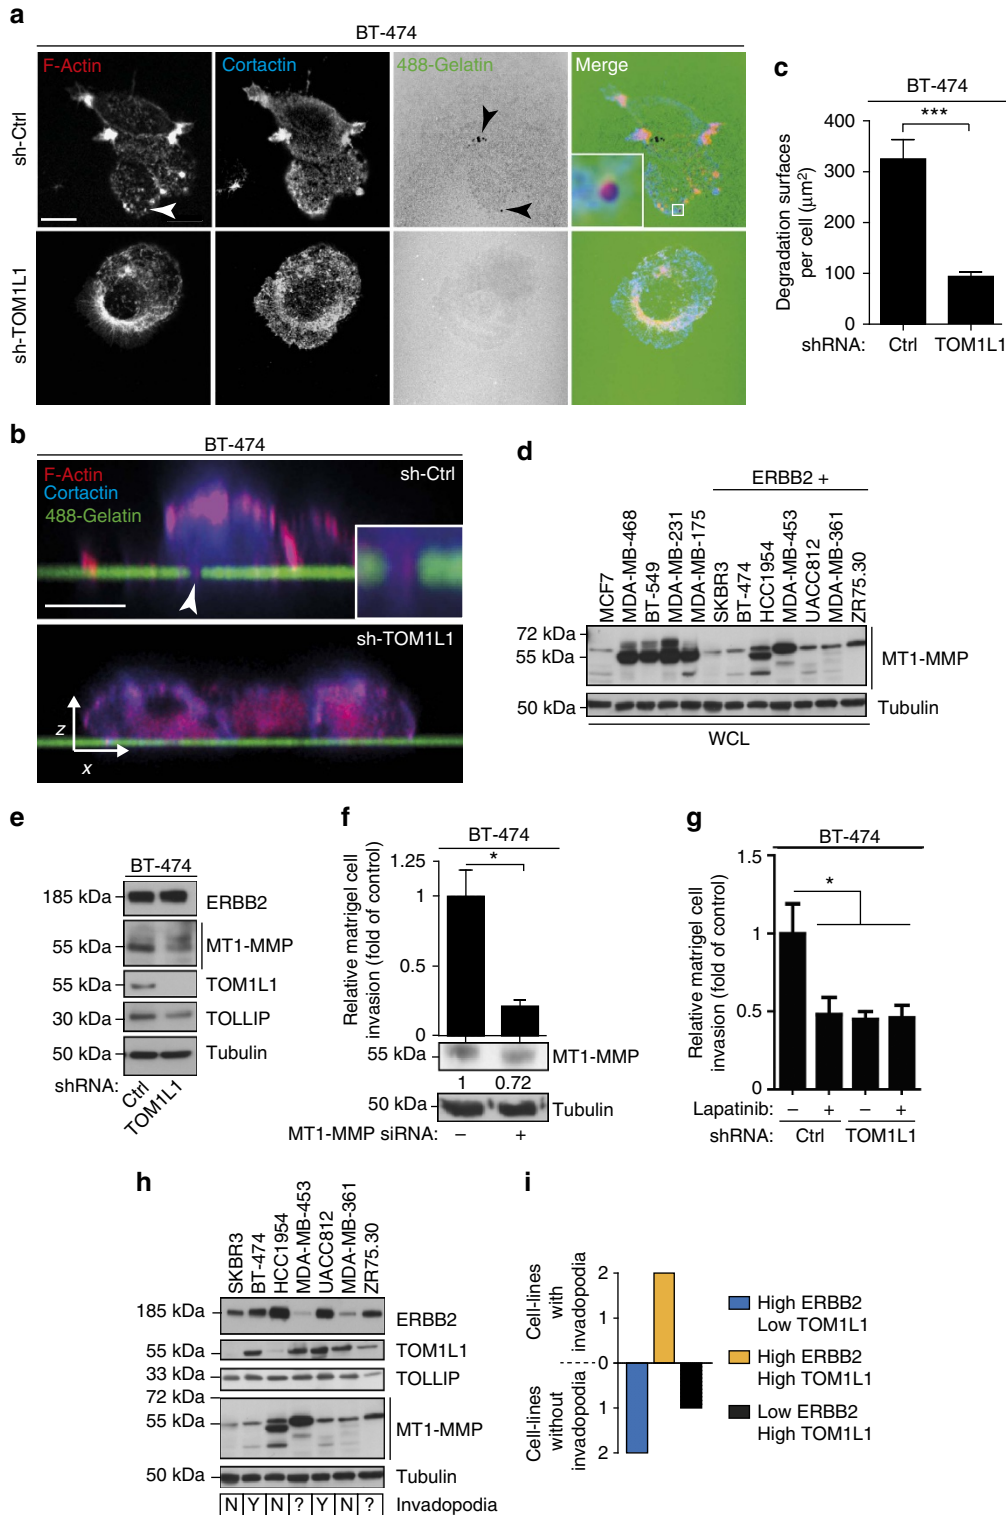 a
BT-474
F-Actin
Cortactin
488-Gelatin
Merge
sh-Ctrl
sh-TOM1L1
b
BT-474
F-Actin
Cortactin
488-Gelatin
sh-Ctrl
sh-TOM1L1
z
x
c
BT-474
***
400
300
200
100
0
Degradation surfaces
per cell (μm²)
shRNA: Ctrl TOM1L1
d
ERBB2 +
MCF7
MDA-MB-468
BT-549
MDA-MB-231
MDA-MB-175
SKBR3
BT-474
HCC1954
MDA-MB-453
UACC812
MDA-MB-361
ZR75.30
72 kDa
55 kDa
MT1-MMP
50 kDa
Tubulin
WCL
e
BT-474
185 kDa
ERBB2
55 kDa
MT1-MMP
55 kDa
TOM1L1
30 kDa
TOLLIP
50 kDa
Tubulin
shRNA:
Ctrl
TOM1L1
f
BT-474
1.25
*
1
0.5
0
Relative matrigel cell
invasion (fold of control)
55 kDa
MT1-MMP
1 0.72
50 kDa
Tubulin
MT1-MMP siRNA: – +
g
BT-474
1.5
*
1
0.5
0
Relative matrigel cell
invasion (fold of control)
Lapatinib: – + – +
shRNA: Ctrl TOM1L1
h
SKBR3
BT-474
HCC1954
MDA-MB-453
UACC812
MDA-MB-361
ZR75.30
185 kDa
ERBB2
55 kDa
TOM1L1
33 kDa
TOLLIP
72 kDa
55 kDa
MT1-MMP
50 kDa
Tubulin
N Y N ? Y N ? Invadopodia
i
Cell-lines
with
invadopodia
Cell-lines
without
invadopodia
2
1
0
1
2
High ERBB2
Low TOM1L1
High ERBB2
High TOM1L1
Low ERBB2
High TOM1L1